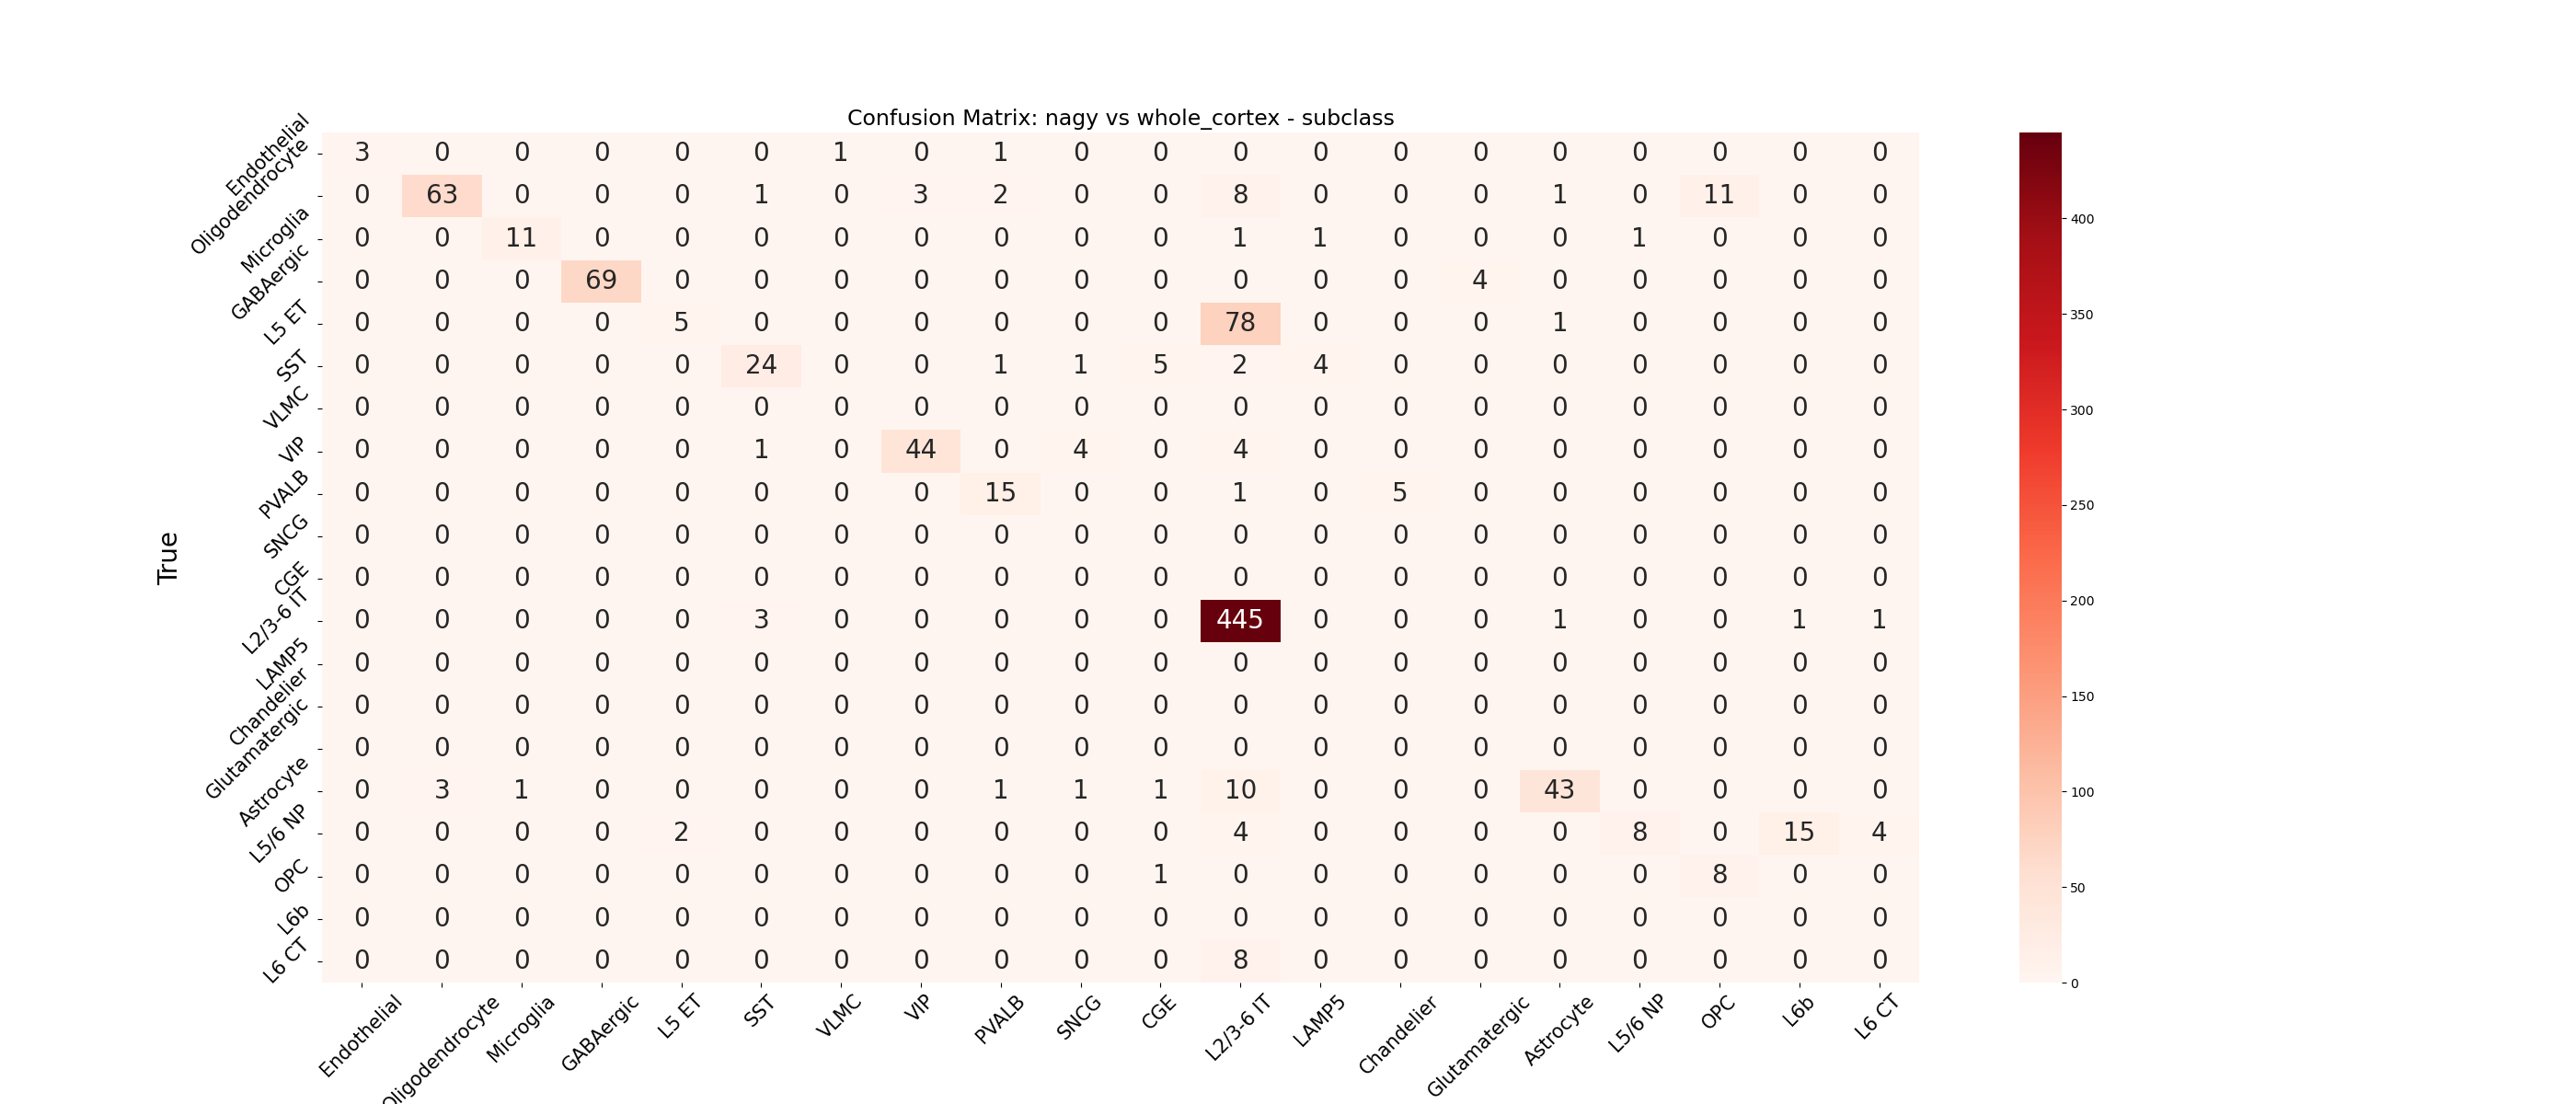 Confusion Matrix: nagy vs whole_cortex - subclass
True
Endothelial 3 0 0 0 0 0 1 0 1 0 0 0 0 0 0 0 0 0 0 0
Oligodendrocyte 0 63 0 0 0 1 0 3 2 0 0 8 0 0 0 1 0 11 0 0
Microglia 0 0 11 0 0 0 0 0 0 0 0 1 1 0 0 0 1 0 0 0
GABAergic 0 0 0 69 0 0 0 0 0 0 0 0 0 0 4 0 0 0 0 0
L5 ET 0 0 0 0 5 0 0 0 0 0 0 78 0 0 0 1 0 0 0 0
SST 0 0 0 0 0 24 0 0 1 1 5 2 4 0 0 0 0 0 0 0
VLMC 0 0 0 0 0 0 0 0 0 0 0 0 0 0 0 0 0 0 0 0
VIP 0 0 0 0 0 1 0 44 0 4 0 4 0 0 0 0 0 0 0 0
PVALB 0 0 0 0 0 0 0 0 15 0 0 1 0 5 0 0 0 0 0 0
SNCG 0 0 0 0 0 0 0 0 0 0 0 0 0 0 0 0 0 0 0 0
CGE 0 0 0 0 0 0 0 0 0 0 0 0 0 0 0 0 0 0 0 0
L2/3-6 IT 0 0 0 0 0 3 0 0 0 0 0 445 0 0 0 1 0 0 1 1
LAMP5 0 0 0 0 0 0 0 0 0 0 0 0 0 0 0 0 0 0 0 0
Chandelier 0 0 0 0 0 0 0 0 0 0 0 0 0 0 0 0 0 0 0 0
Glutamatergic 0 0 0 0 0 0 0 0 0 0 0 0 0 0 0 0 0 0 0 0
Astrocyte 0 3 1 0 0 0 0 0 1 1 1 10 0 0 0 43 0 0 0 0
L5/6 NP 0 0 0 0 2 0 0 0 0 0 0 4 0 0 0 0 8 0 15 4
OPC 0 0 0 0 0 0 0 0 0 0 1 0 0 0 0 0 0 8 0 0
L6b 0 0 0 0 0 0 0 0 0 0 0 0 0 0 0 0 0 0 0 0
L6 CT 0 0 0 0 0 0 0 0 0 0 0 8 0 0 0 0 0 0 0 0
Endothelial Oligodendrocyte Microglia GABAergic L5 ET SST VLMC VIP PVALB SNCG CGE L2/3-6 IT LAMP5 Chandelier Glutamatergic Astrocyte L5/6 NP OPC L6b L6 CT
400
350
300
250
200
150
100
50
0